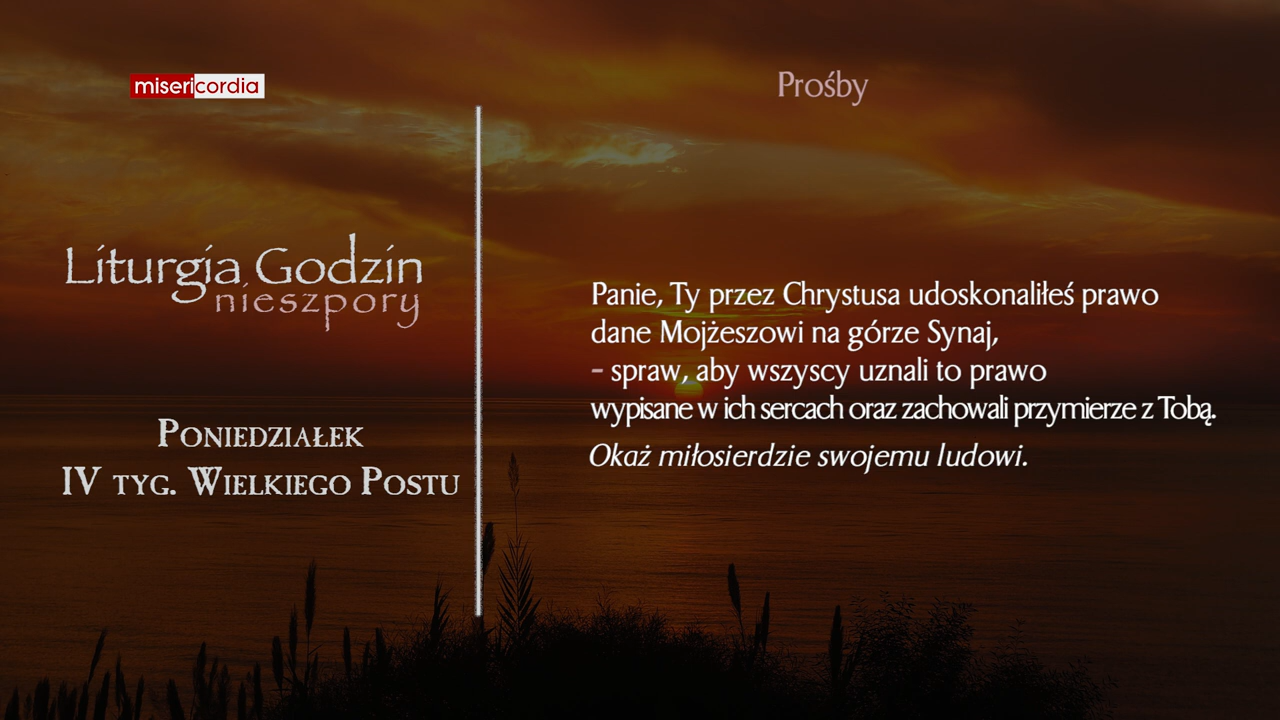 misericordia
Liturgia Godzin
nieszpory
Poniedziałek
IV tyg. Wielkiego Postu
Prośby
Panie, Ty przez Chrystusa udoskonaliłeś prawo
dane Mojżeszowi na górze Synaj,
- spraw, aby wszyscy uznali to prawo
wypisane w ich sercach oraz zachowali przymierze z Tobą.
Okaż miłosierdzie swojemu ludowi.